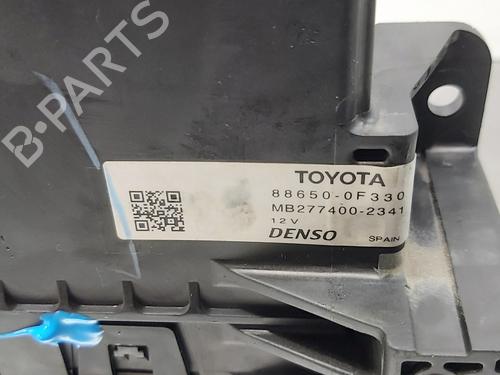 B-PARTS
TOYOTA
88650-0F330
MB277400-2341
12V
DENSO
SPAIN